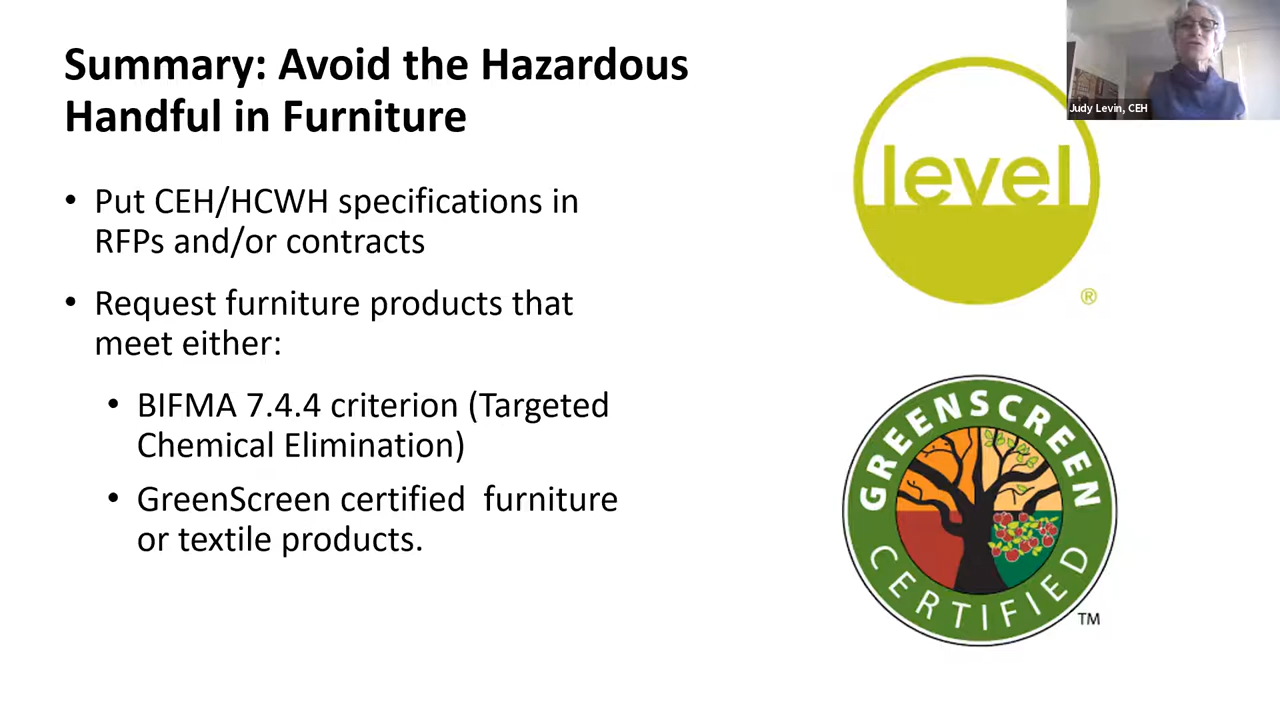 Summary: Avoid the Hazardous
Handful in Furniture
• Put CEH/HCWH specifications in
RFPs and/or contracts
• Request furniture products that
meet either:
• BIFMA 7.4.4 criterion (Targeted
Chemical Elimination)
• GreenScreen certified  furniture
or textile products.
level
®
GREENSCREEN
CERTIFIED
TM
Judy Levin, CEH